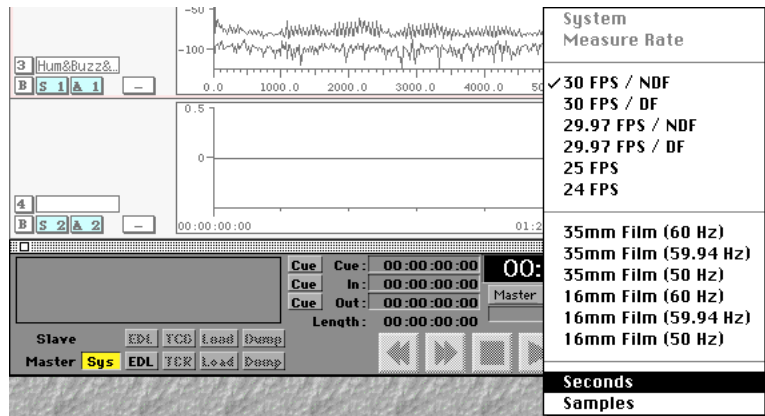 -50
-100
3 Hum&Buzz&..
B S 1 A 1 –
0.0 1000.0 2000.0 3000.0 4000.0 50
0.5
0
4
B S 2 A 2 –
00:00:00:00 01:2
Cue Cue: 00:00:00:00 00:
Cue In: 00:00:00:00 Master
Cue Out: 00:00:00:00
Length: 00:00:00:00
Slave EDL TCG Load Dump
Master Sys EDL TCR Load Dump
System
Measure Rate
✓30 FPS / NDF
30 FPS / DF
29.97 FPS / NDF
29.97 FPS / DF
25 FPS
24 FPS
35mm Film (60 Hz)
35mm Film (59.94 Hz)
35mm Film (50 Hz)
16mm Film (60 Hz)
16mm Film (59.94 Hz)
16mm Film (50 Hz)
Seconds
Samples